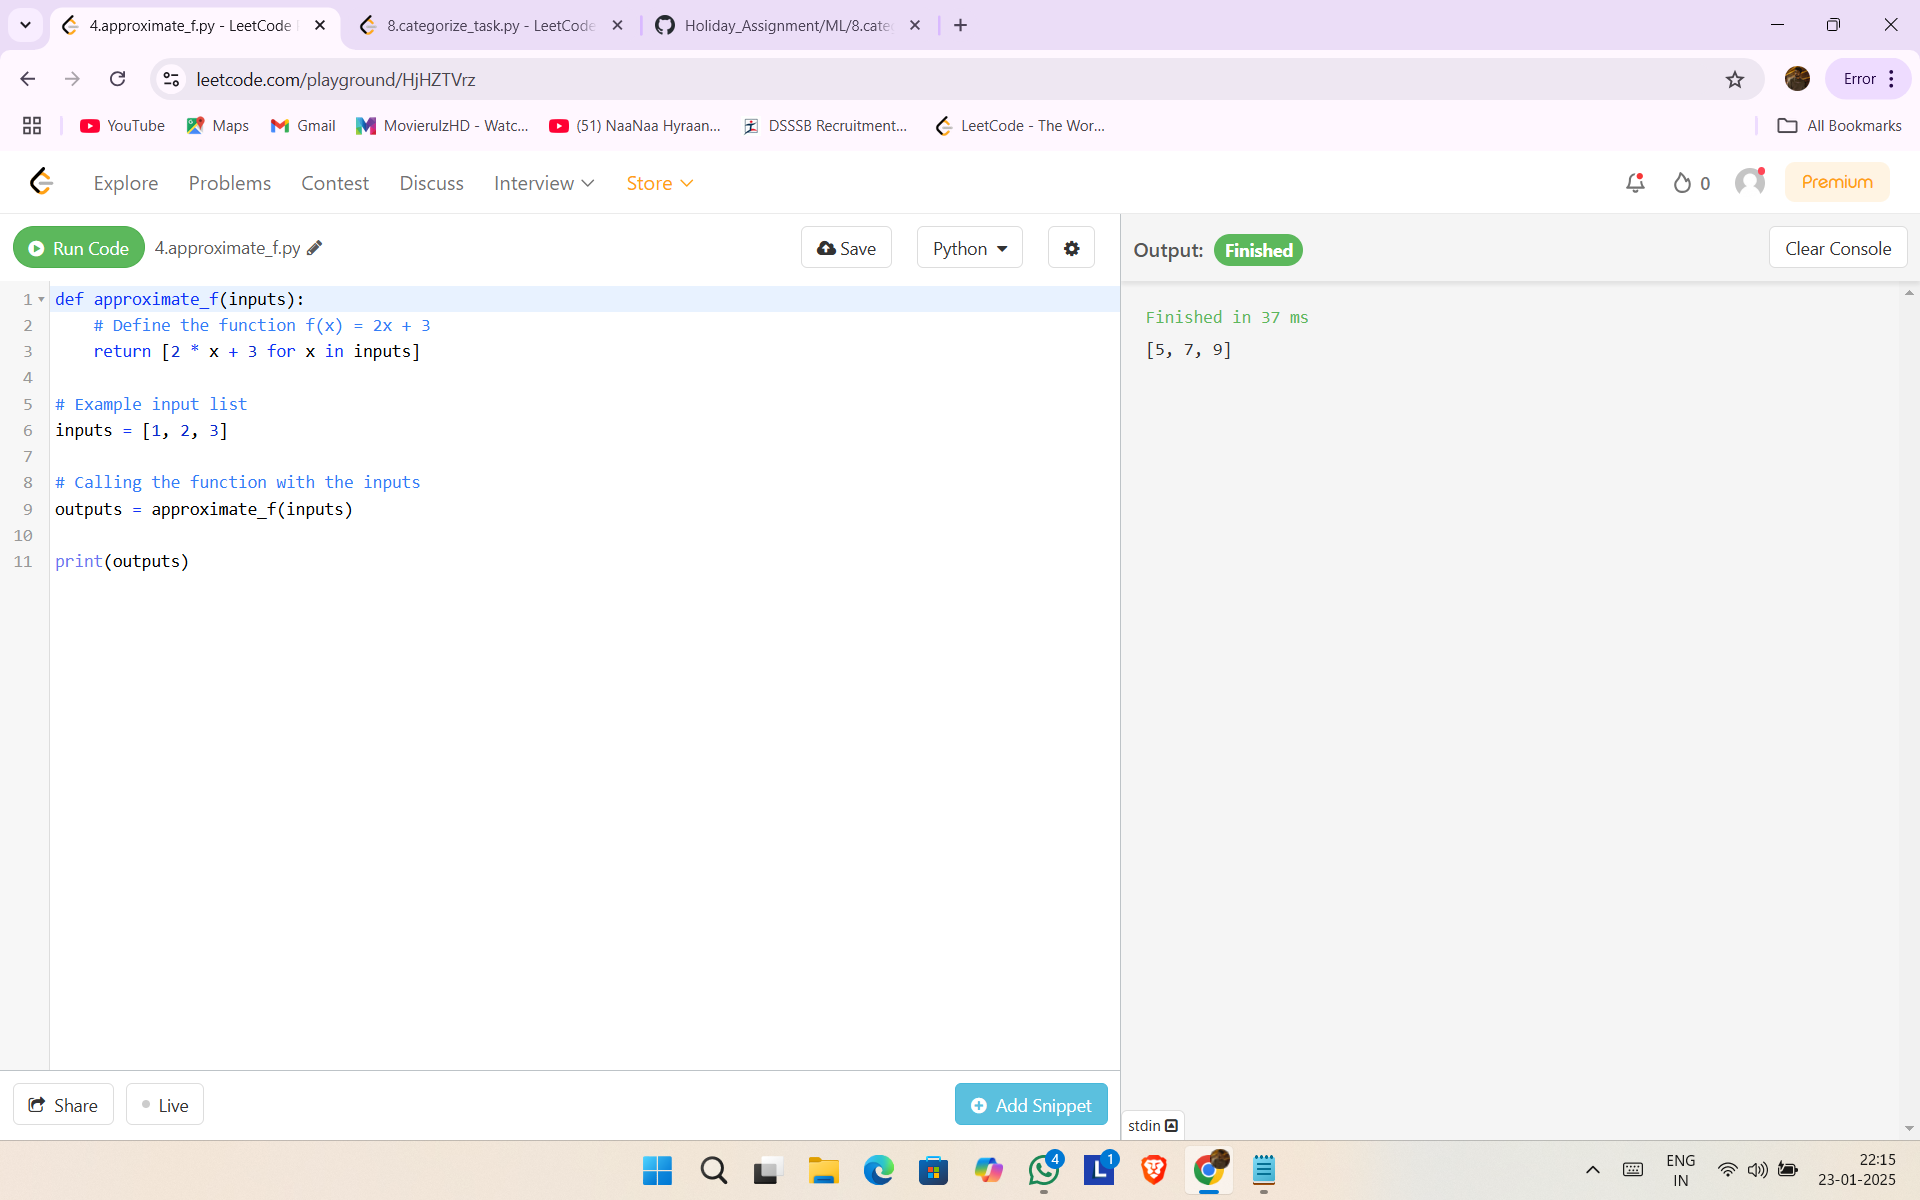 4.approximate_f.py - LeetCode
8.categorize_task.py - LeetCode
Holiday_Assignment/ML/8.cate
leetcode.com/playground/HjHZTVrz
Error
YouTube
Maps
Gmail
MovierulzHD - Watc...
(51) NaaNaa Hyraan...
DSSSB Recruitment...
LeetCode - The Wor...
All Bookmarks
Explore
Problems
Contest
Discuss
Interview
Store
0
Premium
Run Code
4.approximate_f.py
Save
Python
Output:
Finished
Clear Console
1 def approximate_f(inputs):
2 # Define the function f(x) = 2x + 3
3 return [2 * x + 3 for x in inputs]
4
5 # Example input list
6 inputs = [1, 2, 3]
7
8 # Calling the function with the inputs
9 outputs = approximate_f(inputs)
10
11 print(outputs)
Finished in 37 ms
[5, 7, 9]
Share
Live
Add Snippet
stdin
4
L
1
ENG
IN
22:15
23-01-2025